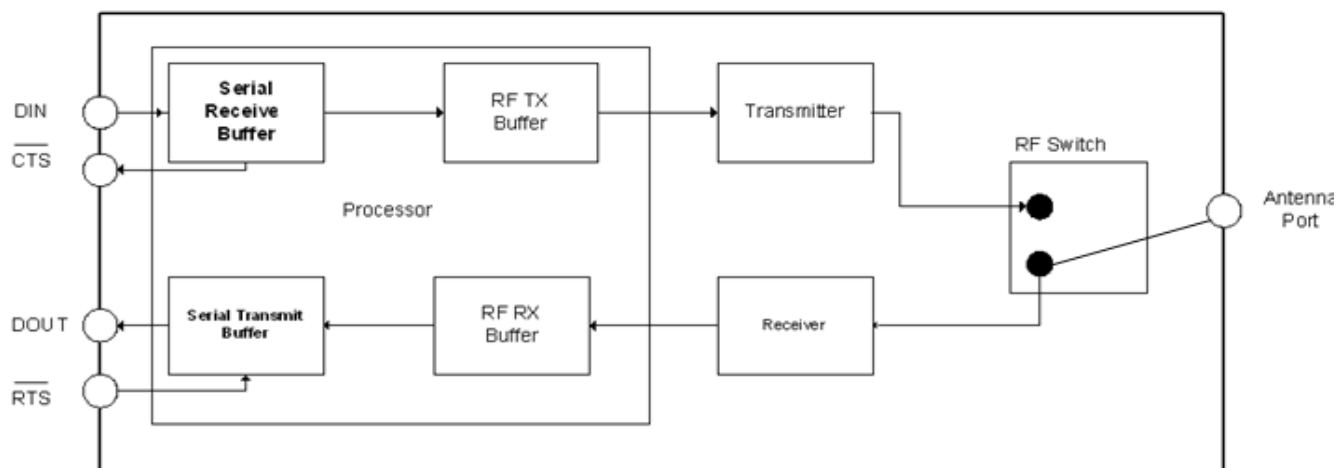 DIN
CTS
DOUT
RTS
Serial
Receive
Buffer
RF TX
Buffer
Transmitter
RF Switch
Processor
Antenna
Port
Serial Transmit
Buffer
RF RX
Buffer
Receiver